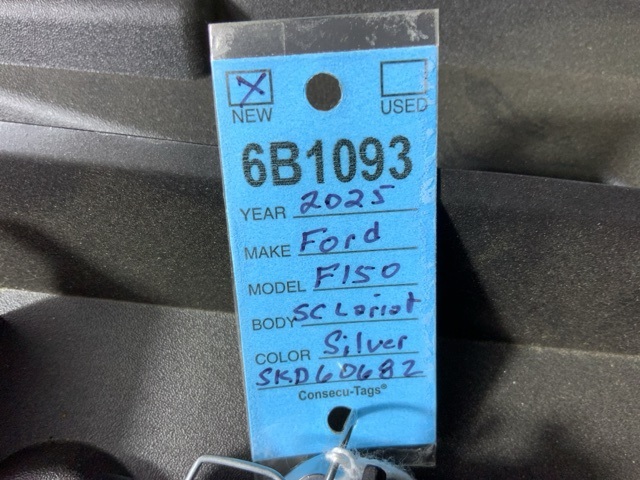 X
NEW USED
6B1093
YEAR 2025
MAKE Ford
MODEL F150
BODY SC Lariat
COLOR Silver
SKD60682
Consecu-Tags®